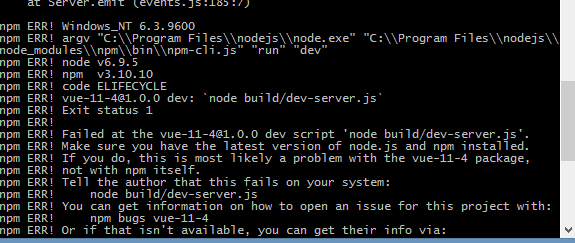 at Server.emit (events.js:185:7)
npm ERR! Windows_NT 6.3.9600
npm ERR! argv "C:\\Program Files\\nodejs\\node.exe" "C:\\Program Files\\nodejs\\
node_modules\\npm\\bin\\npm-cli.js" "run" "dev"
npm ERR! node v6.9.5
npm ERR! npm  v3.10.10
npm ERR! code ELIFECYCLE
npm ERR! vue-11-4@1.0.0 dev: `node build/dev-server.js`
npm ERR! Exit status 1
npm ERR!
npm ERR! Failed at the vue-11-4@1.0.0 dev script 'node build/dev-server.js'.
npm ERR! Make sure you have the latest version of node.js and npm installed.
npm ERR! If you do, this is most likely a problem with the vue-11-4 package,
npm ERR! not with npm itself.
npm ERR! Tell the author that this fails on your system:
npm ERR!     node build/dev-server.js
npm ERR! You can get information on how to open an issue for this project with:
npm ERR!     npm bugs vue-11-4
npm ERR! Or if that isn't available, you can get their info via: